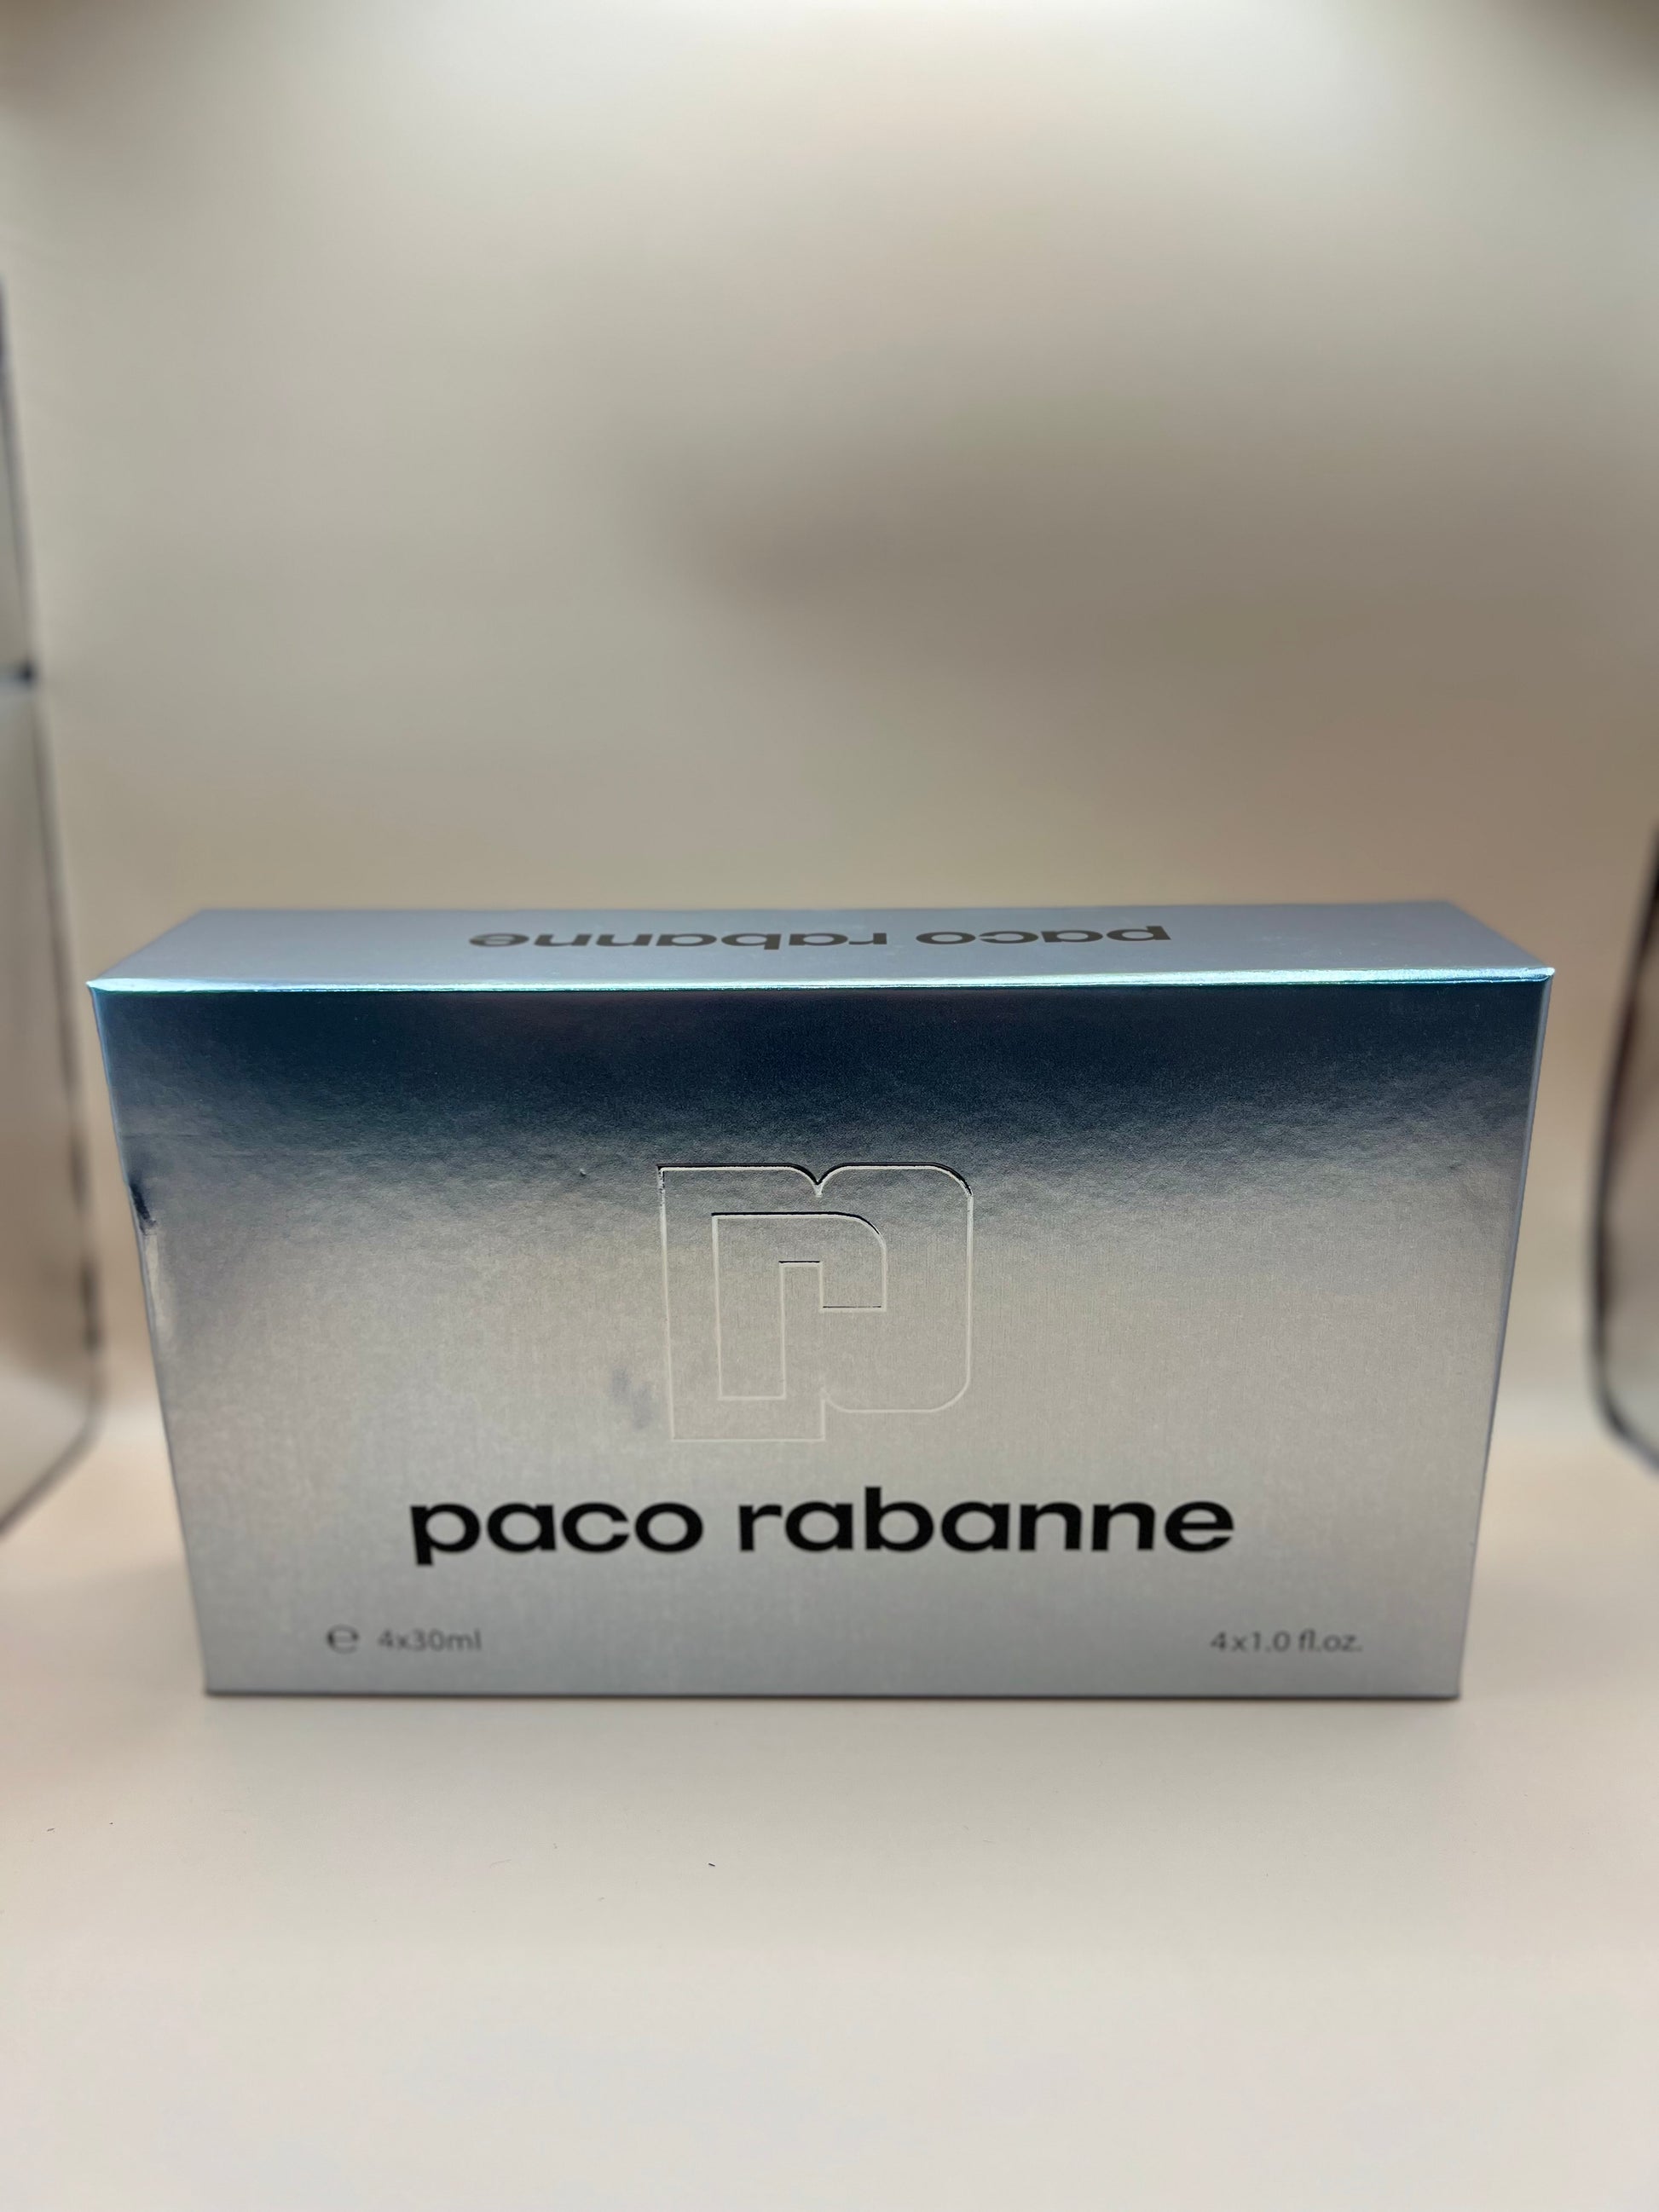 paco rabanne
paco rabanne
℮ 4x30ml
4x1.0 fl.oz.